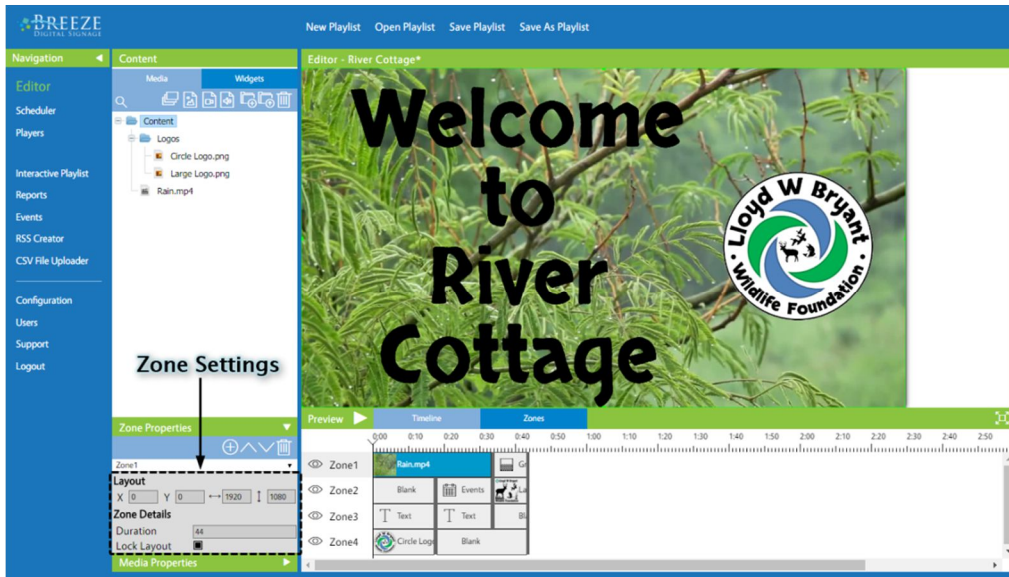 BREEZE
DIGITAL SIGNAGE
New Playlist Open Playlist Save Playlist Save As Playlist
Navigation
Content
Editor - River Cottage*
Editor
Scheduler
Players
Interactive Playlist
Reports
Events
RSS Creator
CSV File Uploader
Configuration
Users
Support
Logout
Media Widgets
Content
Logos
Circle Logo.png
Large Logo.png
Rain.mp4
Welcome
to
River
Cottage
Lloyd W Bryant
Wildlife Foundation
Zone Settings
Zone Properties
Zone1
Layout
X 0 Y 0 1920 1080
Zone Details
Duration 44
Lock Layout
Media Properties
Preview Timeline Zones
0:00 0:10 0:20 0:30 0:40 0:50 1:00 1:10 1:20 1:30 1:40 1:50 2:00 2:10 2:20 2:30 2:40 2:50
Zone1 Rain.mp4 Gr
Zone2 Blank Events La
Zone3 T Text T Text Bl
Zone4 Circle Logo Blank